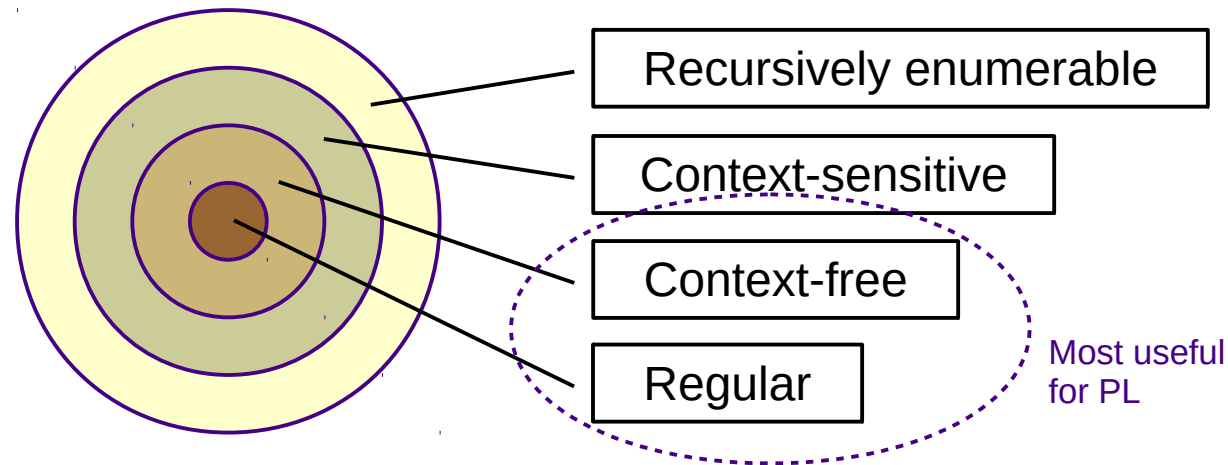 Recursively enumerable
Context-sensitive
Context-free
Regular
Most useful
for PL